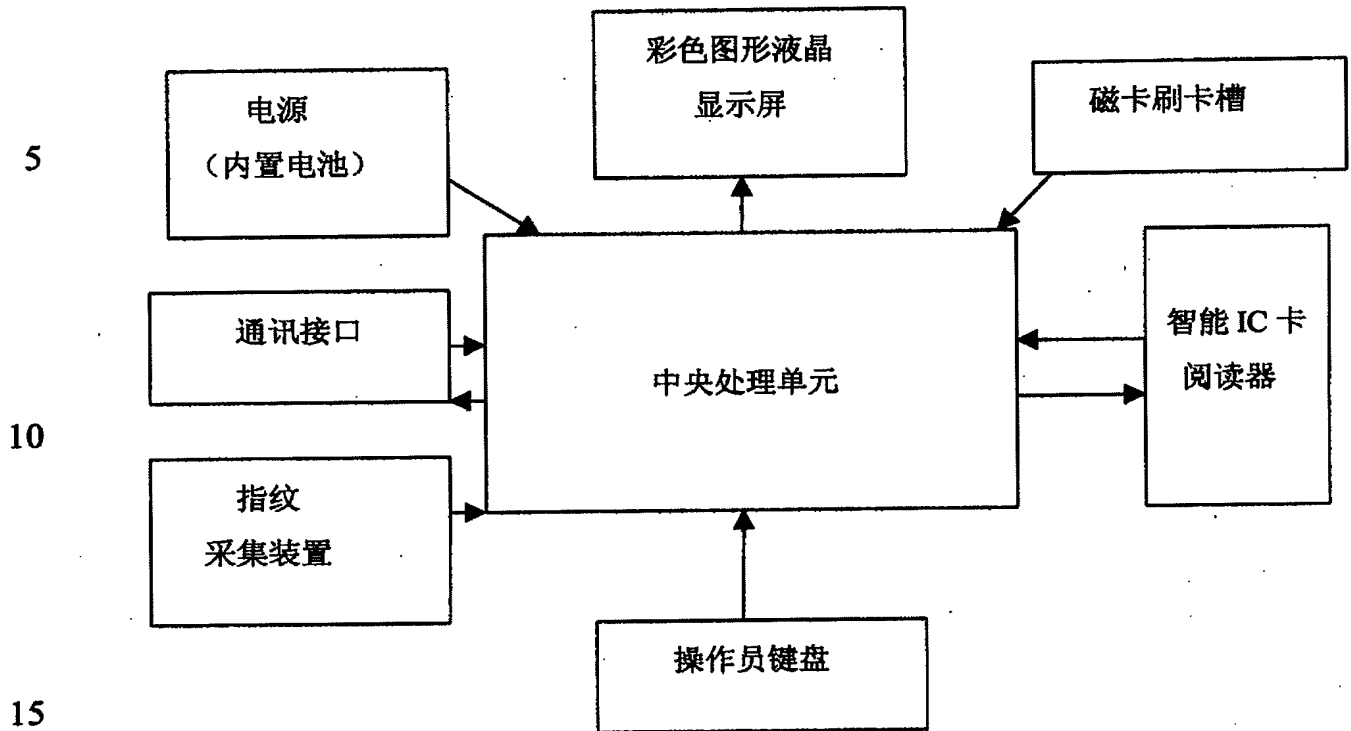 彩色图形液晶
显示屏
电源
（内置电池）
磁卡刷卡槽
5
通讯接口
中央处理单元
智能 IC 卡
阅读器
10
指纹
采集装置
操作员键盘
15